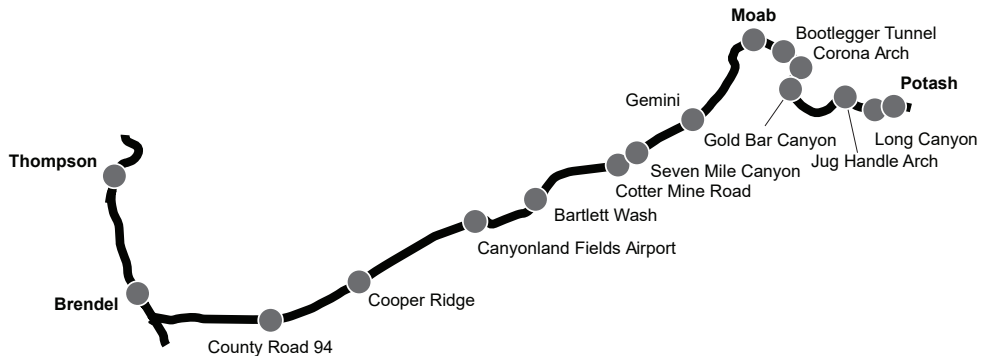 Moab
Bootlegger Tunnel
Corona Arch
Potash
Gemini
Gold Bar Canyon
Long Canyon
Jug Handle Arch
Thompson
Seven Mile Canyon
Cotter Mine Road
Bartlett Wash
Canyonland Fields Airport
Brendel
Cooper Ridge
County Road 94